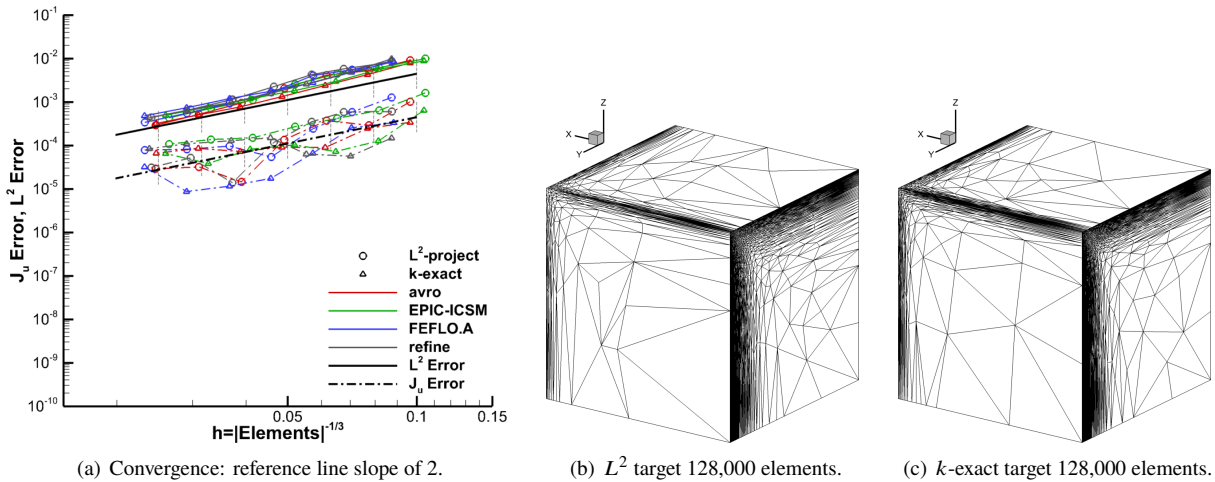 10⁻¹
10⁻²
10⁻³
10⁻⁴
10⁻⁵
10⁻⁶
10⁻⁷
10⁻⁸
10⁻⁹
10⁻¹⁰
J_u Error, L² Error
L²-project
k-exact
avro
EPIC-ICSM
FEFLO.A
refine
L² Error
J_u Error
0.05 0.1 0.15
h=|Elements|⁻¹/³
Z
X
Y
Z
X
Y
(a) Convergence: reference line slope of 2.
(b) L² target 128,000 elements.
(c) k-exact target 128,000 elements.